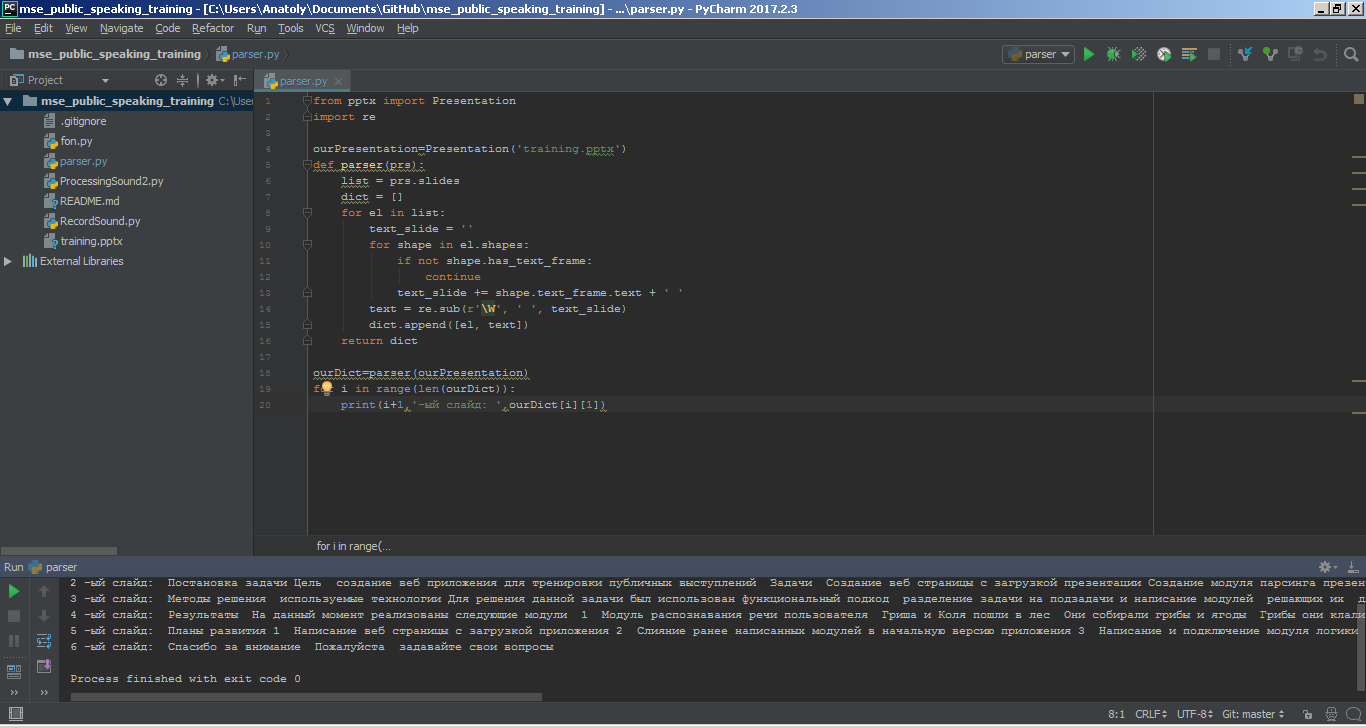 mse_public_speaking_training - [C:\Users\Anatoly\Documents\GitHub\mse_public_speaking_training] - ...\parser.py - PyCharm 2017.2.3
File Edit View Navigate Code Refactor Run Tools VCS Window Help
mse_public_speaking_training parser.py parser
Project parser.py
mse_public_speaking_training C:\User
.gitignore
fon.py
parser.py
ProcessingSound2.py
README.md
RecordSound.py
training.pptx
External Libraries
1 from pptx import Presentation
2 import re
3
4 ourPresentation=Presentation('training.pptx')
5 def parser(prs):
6 list = prs.slides
7 dict = []
8 for el in list:
9 text_slide = ''
10 for shape in el.shapes:
11 if not shape.has_text_frame:
12 continue
13 text_slide += shape.text_frame.text + ' '
14 text = re.sub(r'\W', ' ', text_slide)
15 dict.append([el, text])
16 return dict
17
18 ourDict=parser(ourPresentation)
19 for i in range(len(ourDict)):
20 print(i+1,'-ый слайд: ',ourDict[i][1])
for i in range(...
Run parser
2 -ый слайд:  Постановка задачи Цель  создание веб приложения для тренировки публичных выступлений  Задачи  Создание веб страницы с загрузкой презентации Создание модуля парсинга презен
3 -ый слайд:  Методы решения  используемые технологии Для решения данной задачи был использован функциональный подход  разделение задачи на подзадачи и написание модулей  решающих их
4 -ый слайд:  Результаты  На данный момент реализованы следующие модули  1  Модуль распознавания речи пользователя  Гриша и Коля пошли в лес  Они собирали грибы и ягоды  Грибы они клали
5 -ый слайд:  Планы развития 1  Написание веб страницы с загрузкой приложения 2  Слияние ранее написанных модулей в начальную версию приложения 3  Написание и подключение модуля логики
6 -ый слайд:  Спасибо за внимание  Пожалуйста  задавайте свои вопросы
Process finished with exit code 0
8:1 CRLF UTF-8 Git: master